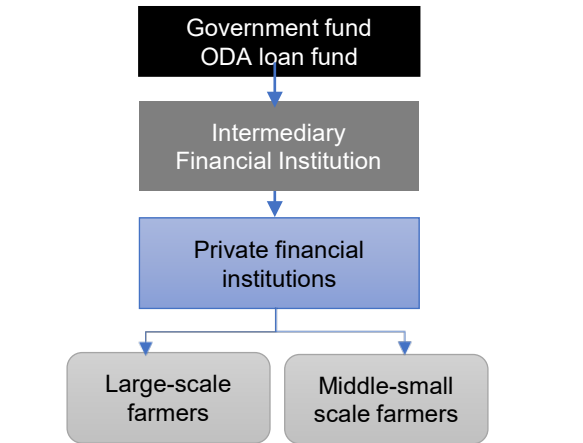 Government fund
ODA loan fund
Intermediary
Financial Institution
Private financial
institutions
Large-scale
farmers
Middle-small
scale farmers